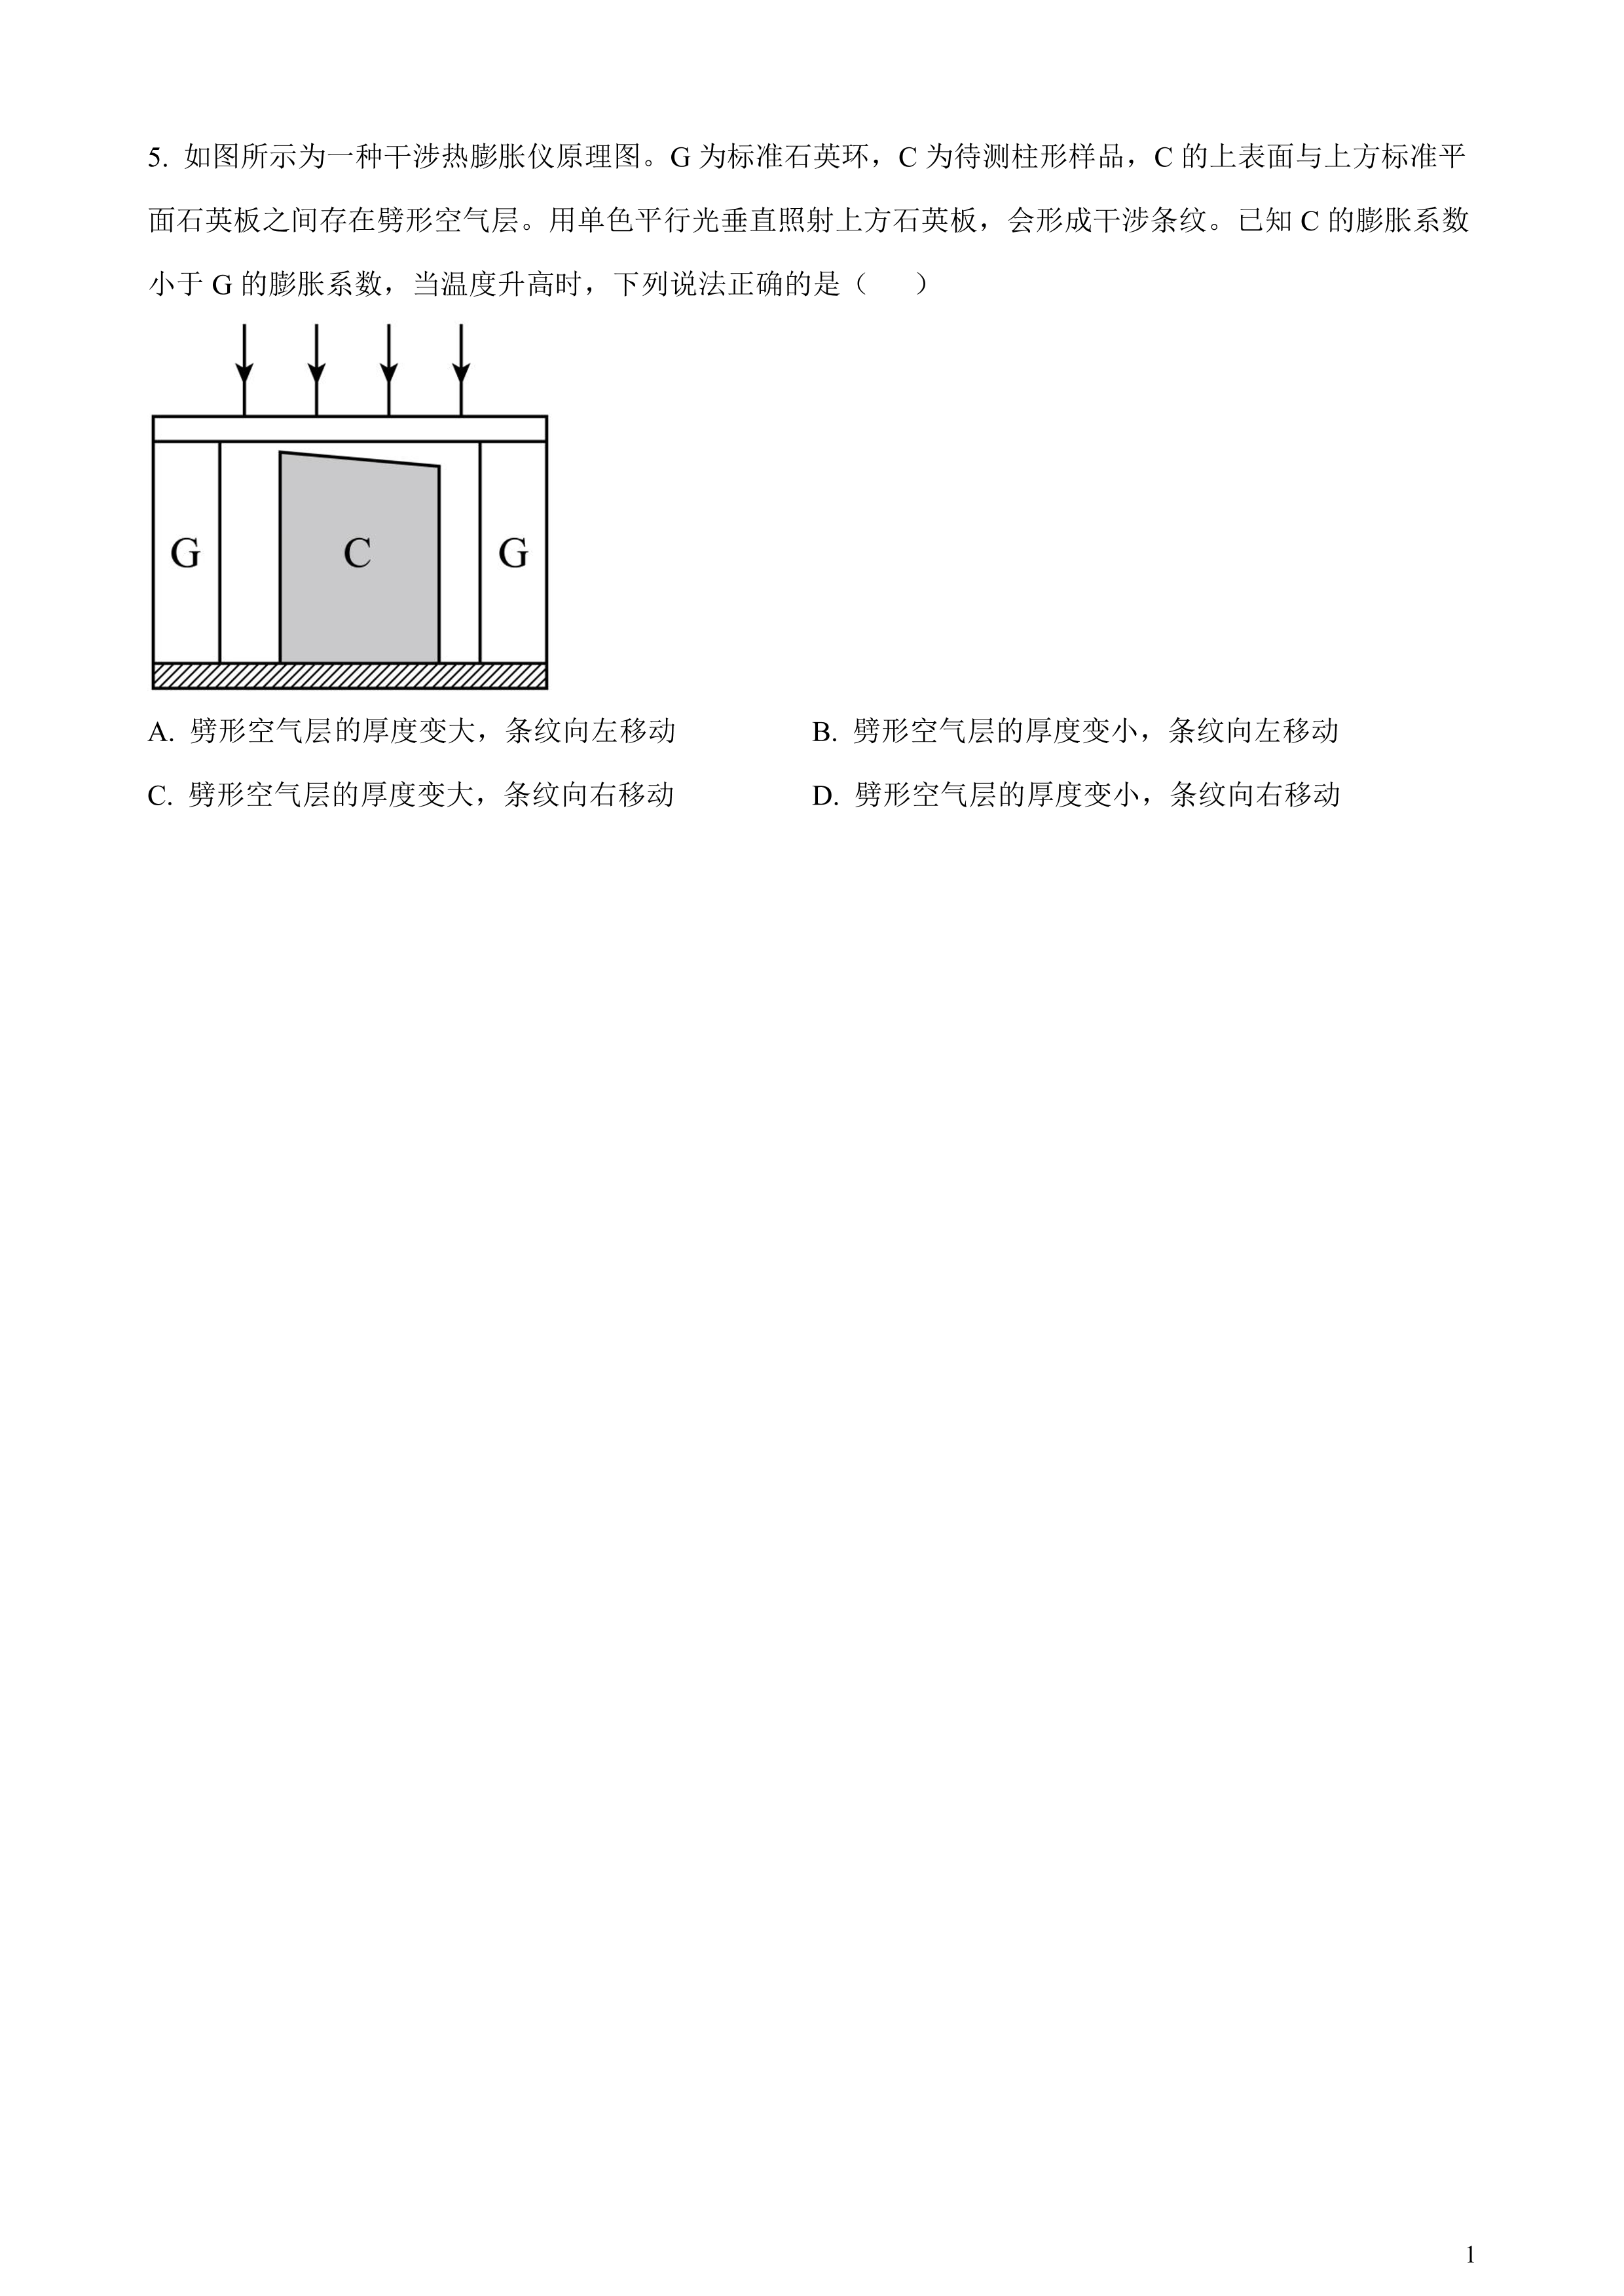 5. 如图所示为一种干涉热膨胀仪原理图。G 为标准石英环，C 为待测柱形样品，C 的上表面与上方标准平
面石英板之间存在劈形空气层。用单色平行光垂直照射上方石英板，会形成干涉条纹。已知 C 的膨胀系数
小于 G 的膨胀系数，当温度升高时，下列说法正确的是（　　）
G C G
A. 劈形空气层的厚度变大，条纹向左移动 B. 劈形空气层的厚度变小，条纹向左移动
C. 劈形空气层的厚度变大，条纹向右移动 D. 劈形空气层的厚度变小，条纹向右移动
1